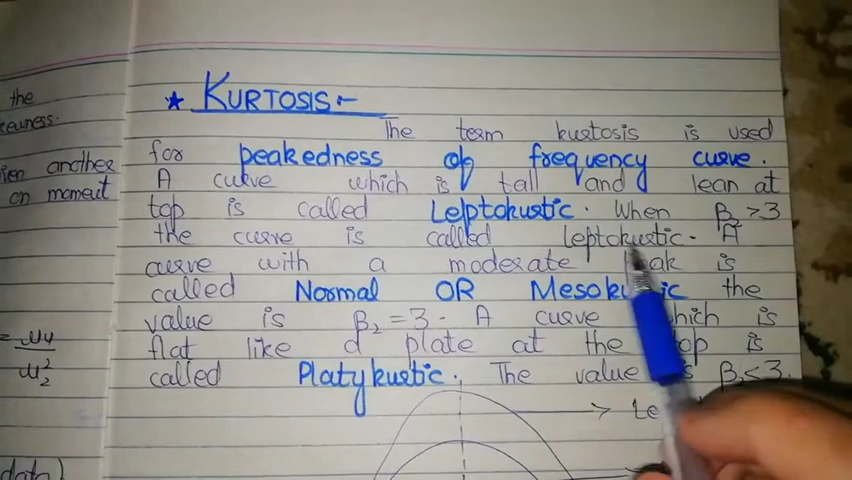 the
ewness.
en another
on moment
= μ4
μ2²
data)
★ KURTOSIS:-
The term kurtosis is used
for peakedness of frequency curve.
A curve which is tall and lean at
top is called Leptokurtic. When β2 >3
the curve is called leptokurtic. A
curve with a moderate peak is
called Normal OR Mesokurtic the
value is β2 = 3. A curve which is
flat like a plate at the top is
called Platykurtic. The value is β2<3.
Le